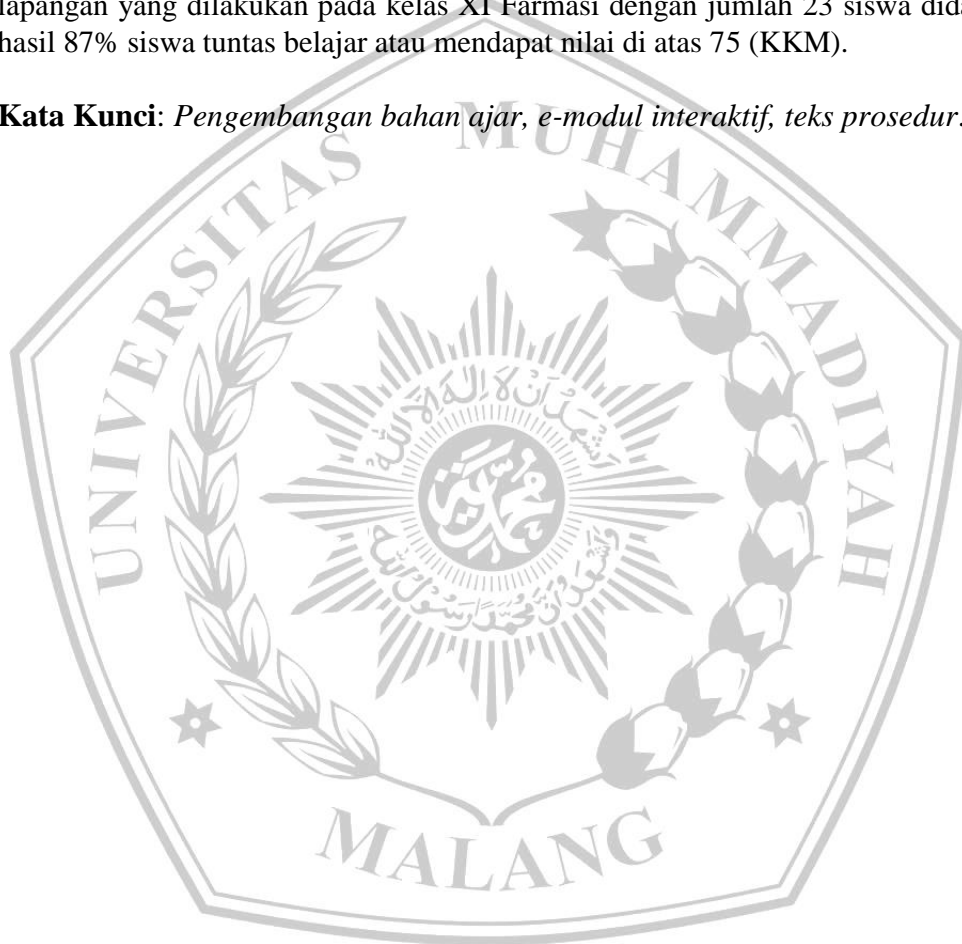 lapangan yang dilakukan pada kelas XI Farmasi dengan jumlah 23 siswa dida
hasil 87% siswa tuntas belajar atau mendapat nilai di atas 75 (KKM).
Kata Kunci: Pengembangan bahan ajar, e-modul interaktif, teks prosedur.
UNIVERSITAS MUHAMMADIYAH
MALANG